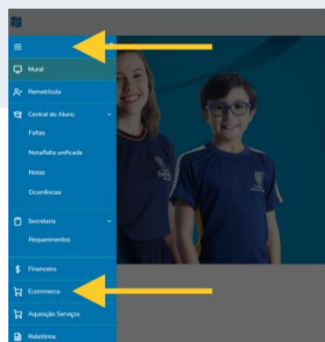 Mural
Rematrícula
Central do Aluno
Faltas
Nota/falta unificada
Notas
Ocorrências
Secretaria
Requerimentos
Financeiro
Ecommerce
Aquisição Serviços
Relatórios